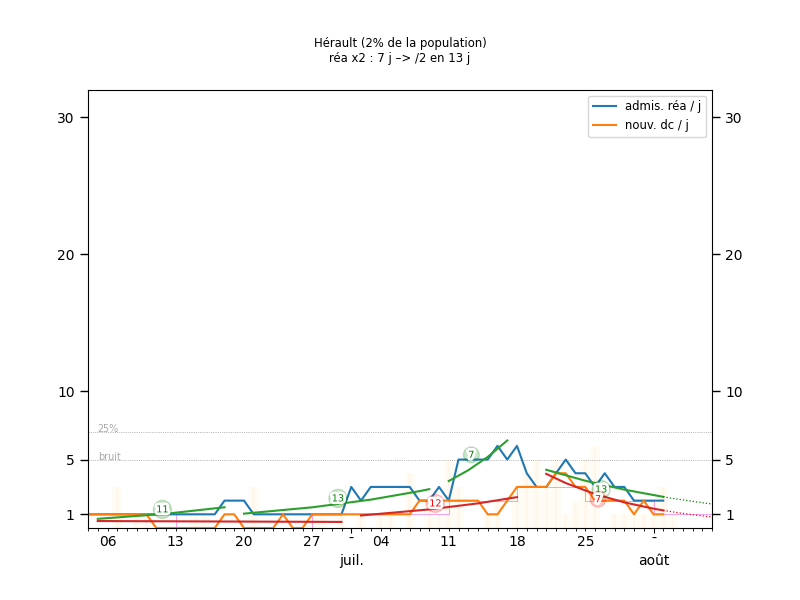 Hérault (2% de la population)
réa x2 : 7 j –> /2 en 13 j
admis. réa / j
nouv. dc / j
30 30
20 20
10 10
25%
5 bruit 5
1 1
11 13 12 7 13 7
06 13 20 27 - 04 11 18 25 -
juil. août